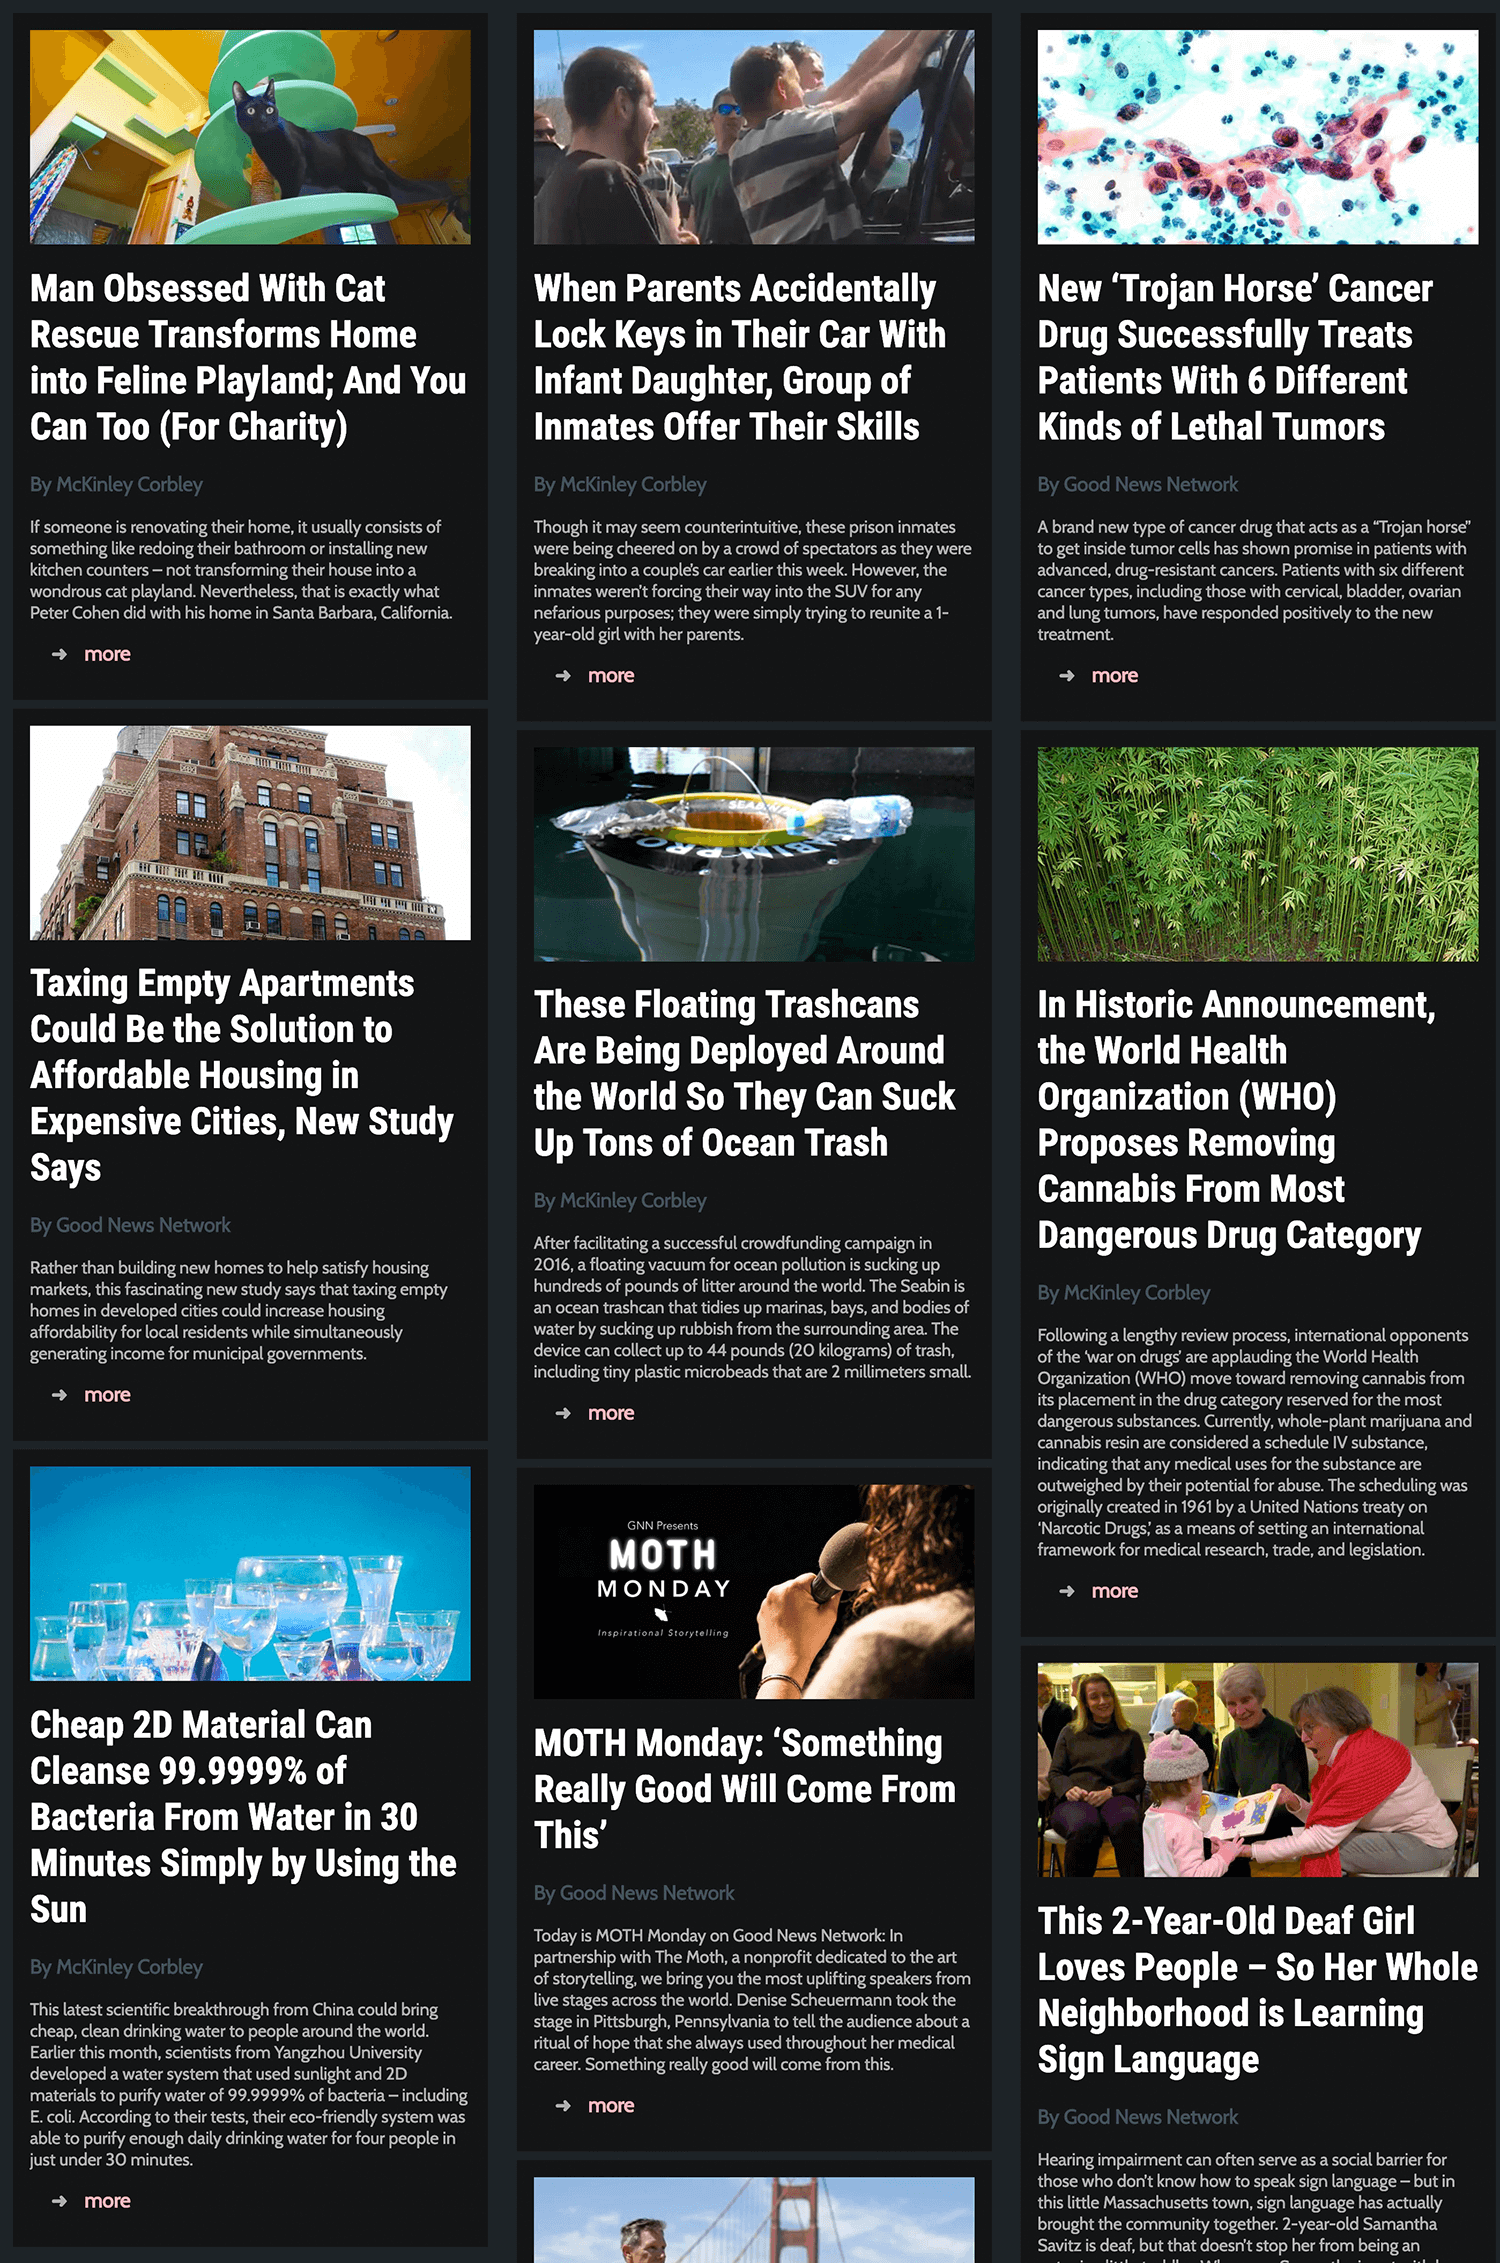 Man Obsessed With Cat
Rescue Transforms Home
into Feline Playland; And You
Can Too (For Charity)
By McKinley Corbley
If someone is renovating their home, it usually consists of
something like redoing their bathroom or installing new
kitchen counters – not transforming their house into a
wondrous cat playland. Nevertheless, that is exactly what
Peter Cohen did with his home in Santa Barbara, California.
➜ more
Taxing Empty Apartments
Could Be the Solution to
Affordable Housing in
Expensive Cities, New Study
Says
By Good News Network
Rather than building new homes to help satisfy housing
markets, this fascinating new study says that taxing empty
homes in developed cities could increase housing
affordability for local residents while simultaneously
generating income for municipal governments.
➜ more
Cheap 2D Material Can
Cleanse 99.9999% of
Bacteria From Water in 30
Minutes Simply by Using the
Sun
By McKinley Corbley
This latest scientific breakthrough from China could bring
cheap, clean drinking water to people around the world.
Earlier this month, scientists from Yangzhou University
developed a water system that used sunlight and 2D
materials to purify water of 99.9999% of bacteria – including
E. coli. According to their tests, their eco-friendly system was
able to purify enough daily drinking water for four people in
just under 30 minutes.
➜ more
When Parents Accidentally
Lock Keys in Their Car With
Infant Daughter, Group of
Inmates Offer Their Skills
By McKinley Corbley
Though it may seem counterintuitive, these prison inmates
were being cheered on by a crowd of spectators as they were
breaking into a couple's car earlier this week. However, the
inmates weren't forcing their way into the SUV for any
nefarious purposes; they were simply trying to reunite a 1-
year-old girl with her parents.
➜ more
These Floating Trashcans
Are Being Deployed Around
the World So They Can Suck
Up Tons of Ocean Trash
By McKinley Corbley
After facilitating a successful crowdfunding campaign in
2016, a floating vacuum for ocean pollution is sucking up
hundreds of pounds of litter around the world. The Seabin is
an ocean trashcan that tidies up marinas, bays, and bodies of
water by sucking up rubbish from the surrounding area. The
device can collect up to 44 pounds (20 kilograms) of trash,
including tiny plastic microbeads that are 2 millimeters small.
➜ more
GNN Presents
MOTH
MONDAY
Inspirational Storytelling
MOTH Monday: ‘Something
Really Good Will Come From
This’
By Good News Network
Today is MOTH Monday on Good News Network: In
partnership with The Moth, a nonprofit dedicated to the art
of storytelling, we bring you the most uplifting speakers from
live stages across the world. Denise Scheuermann took the
stage in Pittsburgh, Pennsylvania to tell the audience about a
ritual of hope that she always used throughout her medical
career. Something really good will come from this.
➜ more
New ‘Trojan Horse’ Cancer
Drug Successfully Treats
Patients With 6 Different
Kinds of Lethal Tumors
By Good News Network
A brand new type of cancer drug that acts as a “Trojan horse”
to get inside tumor cells has shown promise in patients with
advanced, drug-resistant cancers. Patients with six different
cancer types, including those with cervical, bladder, ovarian
and lung tumors, have responded positively to the new
treatment.
➜ more
In Historic Announcement,
the World Health
Organization (WHO)
Proposes Removing
Cannabis From Most
Dangerous Drug Category
By McKinley Corbley
Following a lengthy review process, international opponents
of the ‘war on drugs’ are applauding the World Health
Organization (WHO) move toward removing cannabis from
its placement in the drug category reserved for the most
dangerous substances. Currently, whole-plant marijuana and
cannabis resin are considered a schedule IV substance,
indicating that any medical uses for the substance are
outweighed by their potential for abuse. The scheduling was
originally created in 1961 by a United Nations treaty on
‘Narcotic Drugs,’ as a means of setting an international
framework for medical research, trade, and legislation.
➜ more
This 2-Year-Old Deaf Girl
Loves People – So Her Whole
Neighborhood is Learning
Sign Language
By Good News Network
Hearing impairment can often serve as a social barrier for
those who don't know how to speak sign language – but in
this little Massachusetts town, sign language has actually
brought the community together. 2-year-old Samantha
Savitz is deaf, but that doesn't stop her from being an